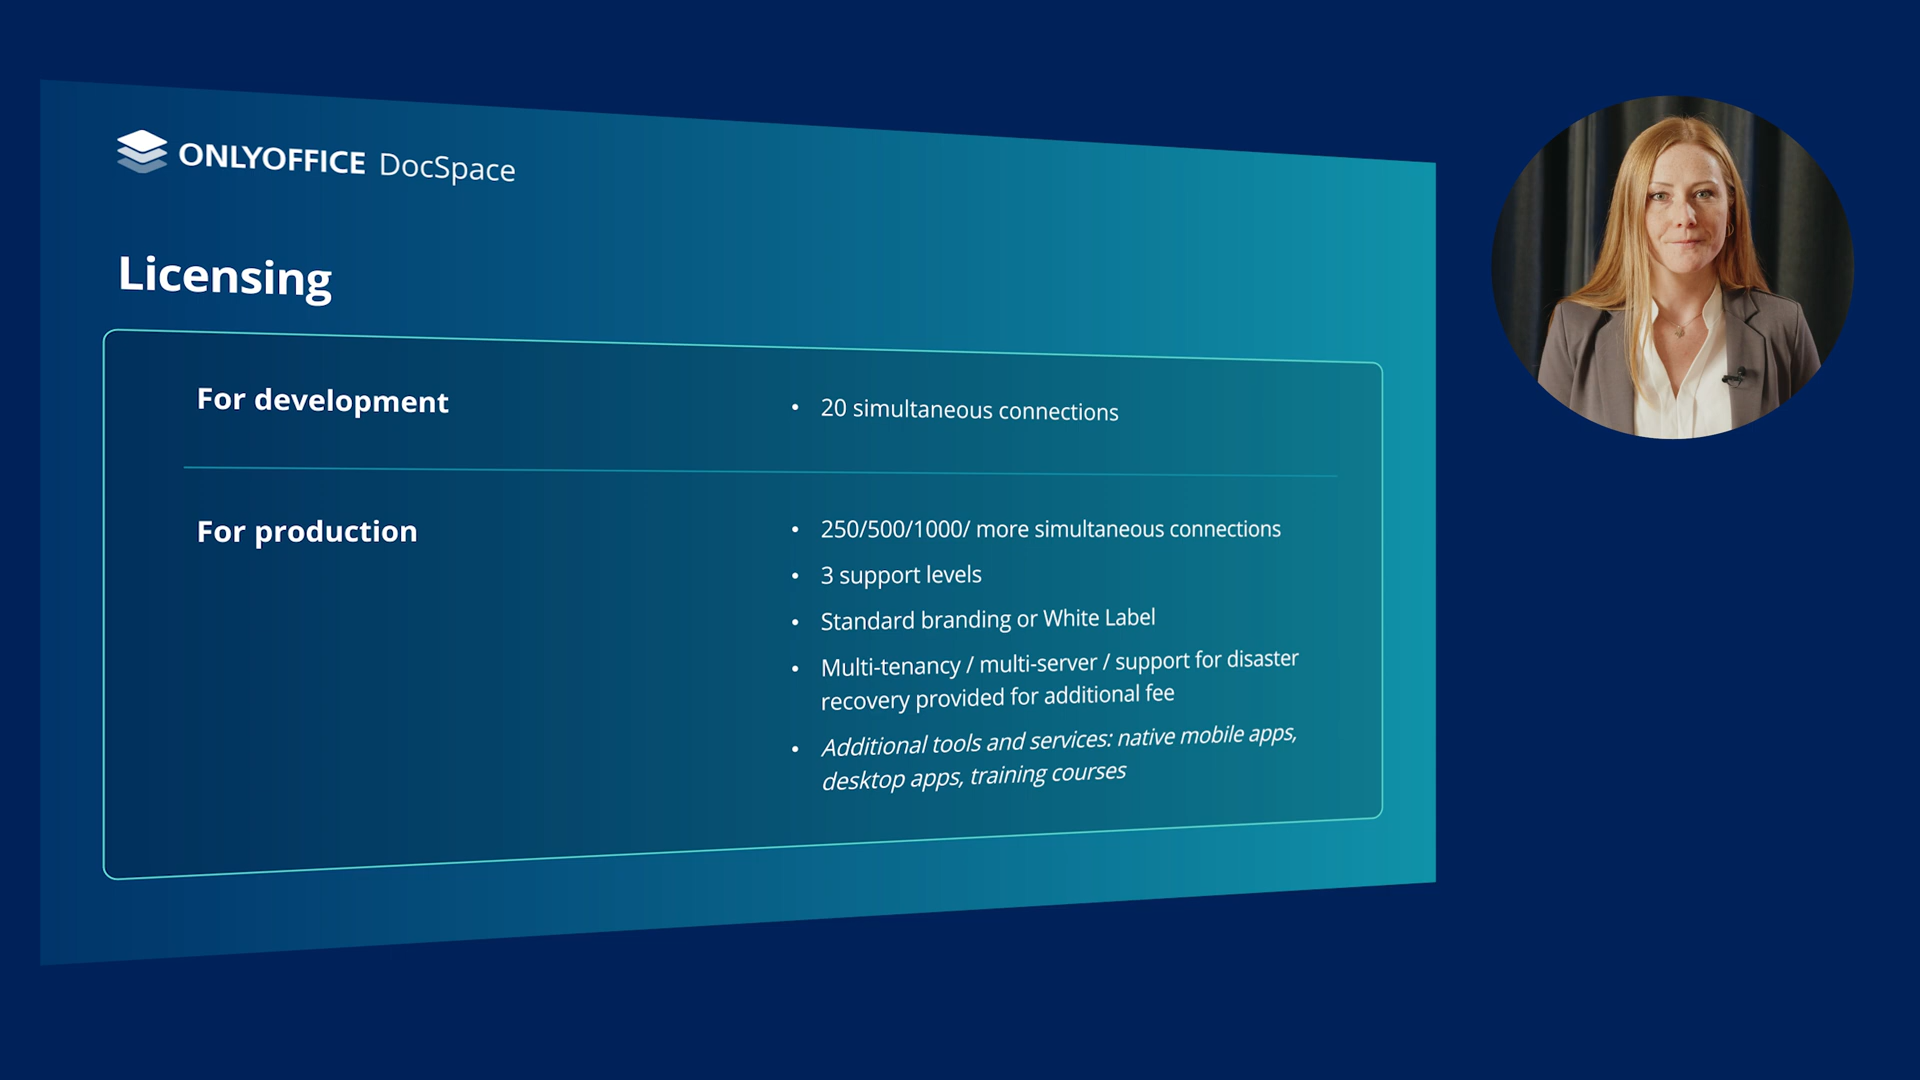 ONLYOFFICE DocSpace
Licensing
For development
• 20 simultaneous connections
For production
• 250/500/1000/ more simultaneous connections
• 3 support levels
• Standard branding or White Label
• Multi-tenancy / multi-server / support for disaster
recovery provided for additional fee
• Additional tools and services: native mobile apps,
desktop apps, training courses